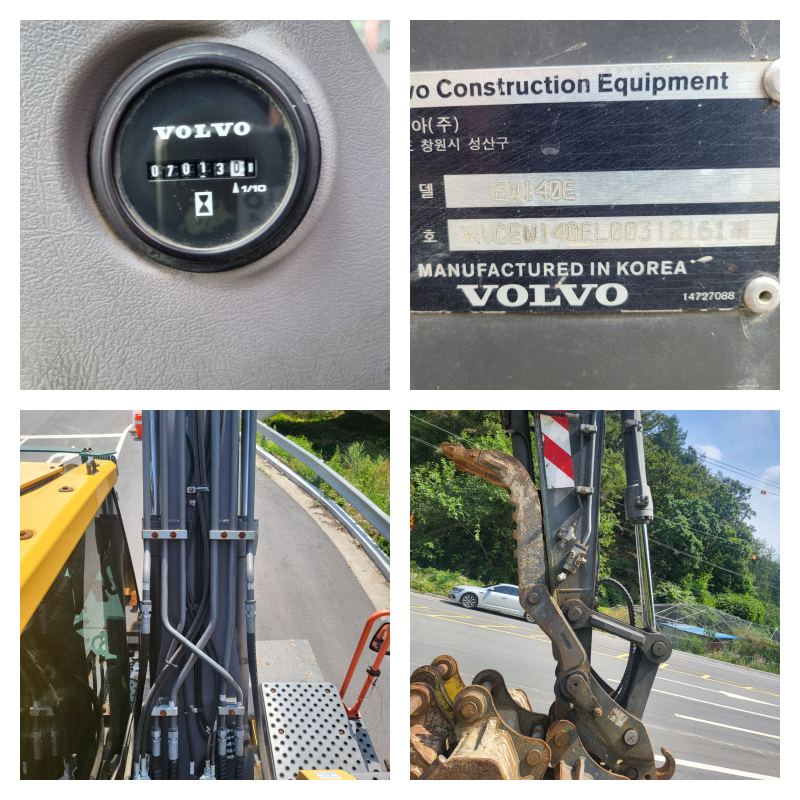 VOLVO
070130
1/10
vo Construction Equipment
아(주)
창원시 성산구
델 EW140E
호 *VCEW140EL00312161*
MANUFACTURED IN KOREA
VOLVO 14727088